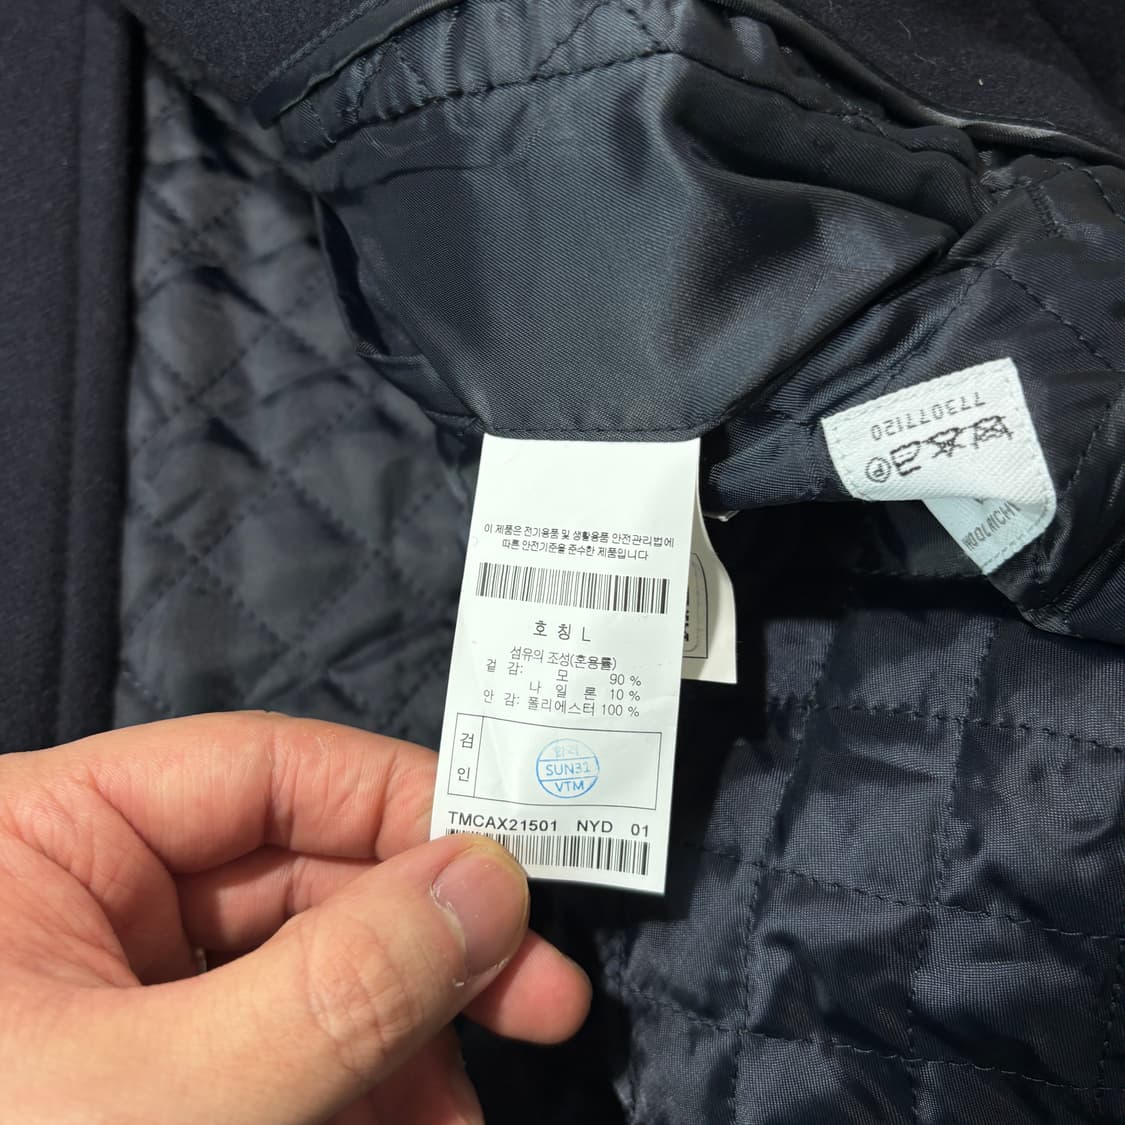 이 제품은 전기용품 및 생활용품 안전관리법에
따른 안전기준을 준수한 제품입니다
호 칭 L
섬유의 조성(혼용률)
겉 감: 모 90 %
나 일 론 10 %
안 감: 폴리에스터 100 %
검
인
SUN31
VTM
TMCAX21501 NYD 01
773077120
P